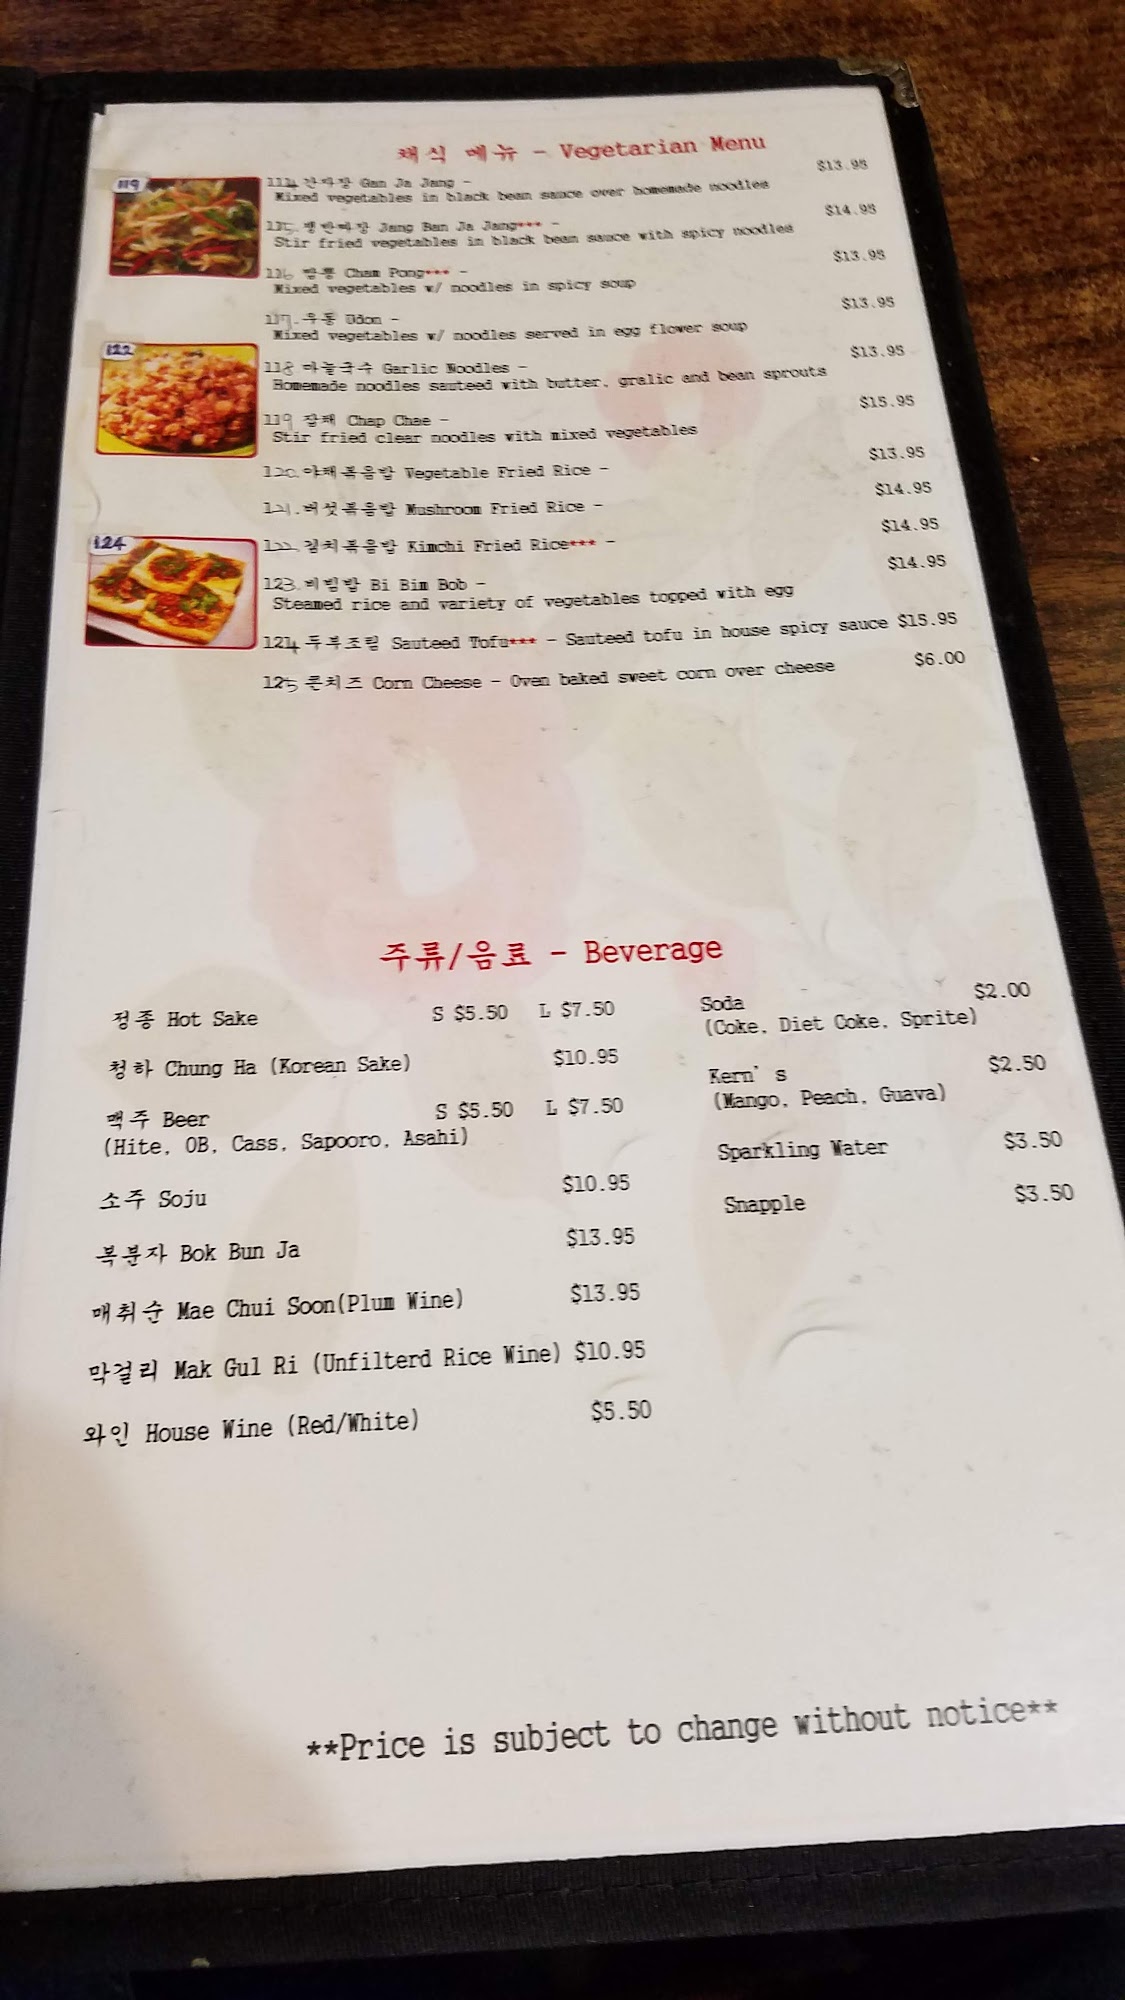 채식 메뉴 - Vegetarian Menu
119
114 간짜장 Gan Ja Jang - $13.95
Mixed vegetables in black bean sauce over homemade noodles
115. 쟁반짜장 Jang Ban Ja Jang*** - $14.95
Stir fried vegetables in black bean sauce with spicy noodles
116 짬뽕 Cham Pong*** - $13.95
Mixed vegetables w/ noodles in spicy soup
117. 우동 Udon - $13.95
Mixed vegetables w/ noodles served in egg flower soup
122
118 마늘국수 Garlic Noodles - $13.95
Homemade noodles sauteed with butter, gralic and bean sprouts
119 잡채 Chap Chae - $15.95
Stir fried clear noodles with mixed vegetables
120. 야채볶음밥 Vegetable Fried Rice - $13.95
121. 버섯볶음밥 Mushroom Fried Rice - $14.95
124
122. 김치볶음밥 Kimchi Fried Rice*** - $14.95
123. 비빔밥 Bi Bim Bob - $14.95
Steamed rice and variety of vegetables topped with egg
124 두부조림 Sauteed Tofu*** - Sauteed tofu in house spicy sauce $15.95
125 콘치즈 Corn Cheese - Oven baked sweet corn over cheese $6.00
주류/음료 - Beverage
정종 Hot Sake S $5.50 L $7.50
청하 Chung Ha (Korean Sake) $10.95
맥주 Beer S $5.50 L $7.50
(Hite, OB, Cass, Sapooro, Asahi)
소주 Soju $10.95
복분자 Bok Bun Ja $13.95
매취순 Mae Chui Soon(Plum Wine) $13.95
막걸리 Mak Gul Ri (Unfilterd Rice Wine) $10.95
와인 House Wine (Red/White) $5.50
Soda $2.00
(Coke, Diet Coke, Sprite)
Kern's $2.50
(Mango, Peach, Guava)
Sparkling Water $3.50
Snapple $3.50
**Price is subject to change without notice**